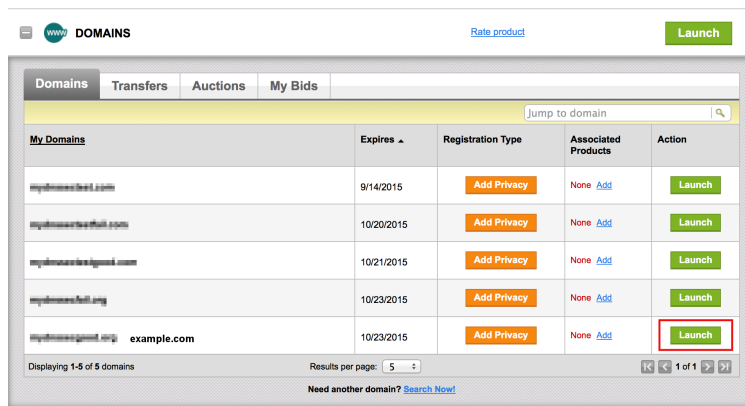 www DOMAINS Rate product Launch
Domains Transfers Auctions My Bids
Jump to domain
My Domains Expires Registration Type Associated Products Action
9/14/2015 Add Privacy None Add Launch
10/20/2015 Add Privacy None Add Launch
10/21/2015 Add Privacy None Add Launch
10/23/2015 Add Privacy None Add Launch
example.com 10/23/2015 Add Privacy None Add Launch
Displaying 1-5 of 5 domains Results per page: 5 1 of 1
Need another domain? Search Now!